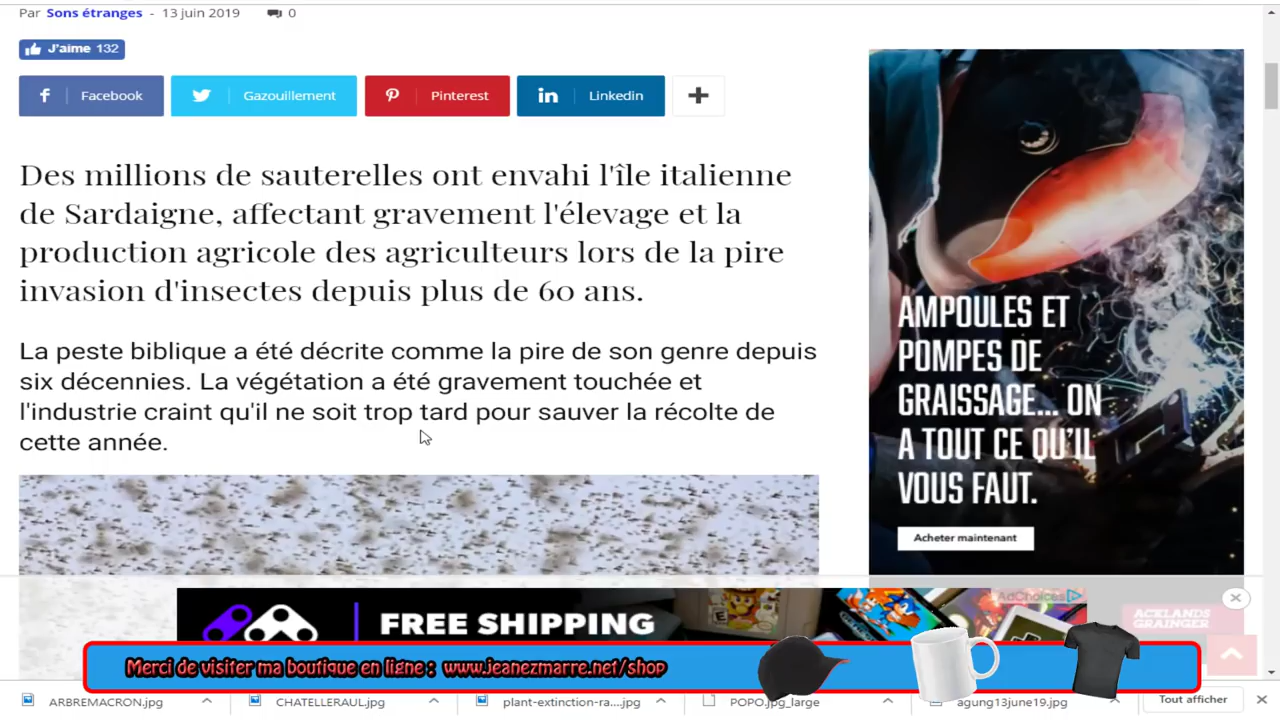 Par Sons étranges - 13 juin 2019 0
J'aime 132
Facebook
Gazouillement
Pinterest
Linkedin
Des millions de sauterelles ont envahi l'île italienne
de Sardaigne, affectant gravement l'élevage et la
production agricole des agriculteurs lors de la pire
invasion d'insectes depuis plus de 60 ans.
La peste biblique a été décrite comme la pire de son genre depuis
six décennies. La végétation a été gravement touchée et
l'industrie craint qu'il ne soit trop tard pour sauver la récolte de
cette année.
AMPOULES ET
POMPES DE
GRAISSAGE... ON
A TOUT CE QU'IL
VOUS FAUT.
Acheter maintenant
AdChoices
ACKLANDS
GRAINGER
FREE SHIPPING
Merci de visiter ma boutique en ligne : www.jeanezmarre.net/shop
ARBREMACRON.jpg
CHATELLERAUL.jpg
plant-extinction-ra....jpg
POPO.jpg_large
agung13june19.jpg
Tout afficher